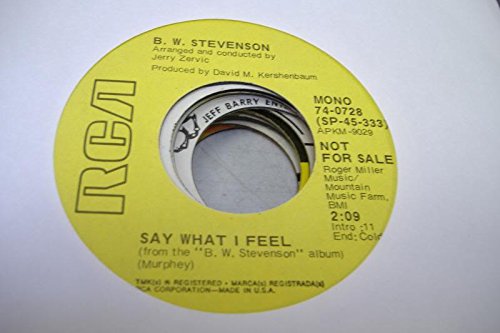 B. W. STEVENSON
Arranged and conducted by
Jerry Zervic
Produced by David M. Kershenbaum
RCA
JEFF BARRY
MONO
74-0728
(SP-45-333)
APKM-9029
NOT
FOR SALE
Roger Miller
Music/
Mountain
Music Farm,
BMI
2:09
Intro :11
End: Cold
SAY WHAT I FEEL
(from the "B. W. Stevenson" album)
(Murphey)
TMK(s) ® REGISTERED • MARCA(s) REGISTRADA(s)
RCA CORPORATION—MADE IN U.S.A.